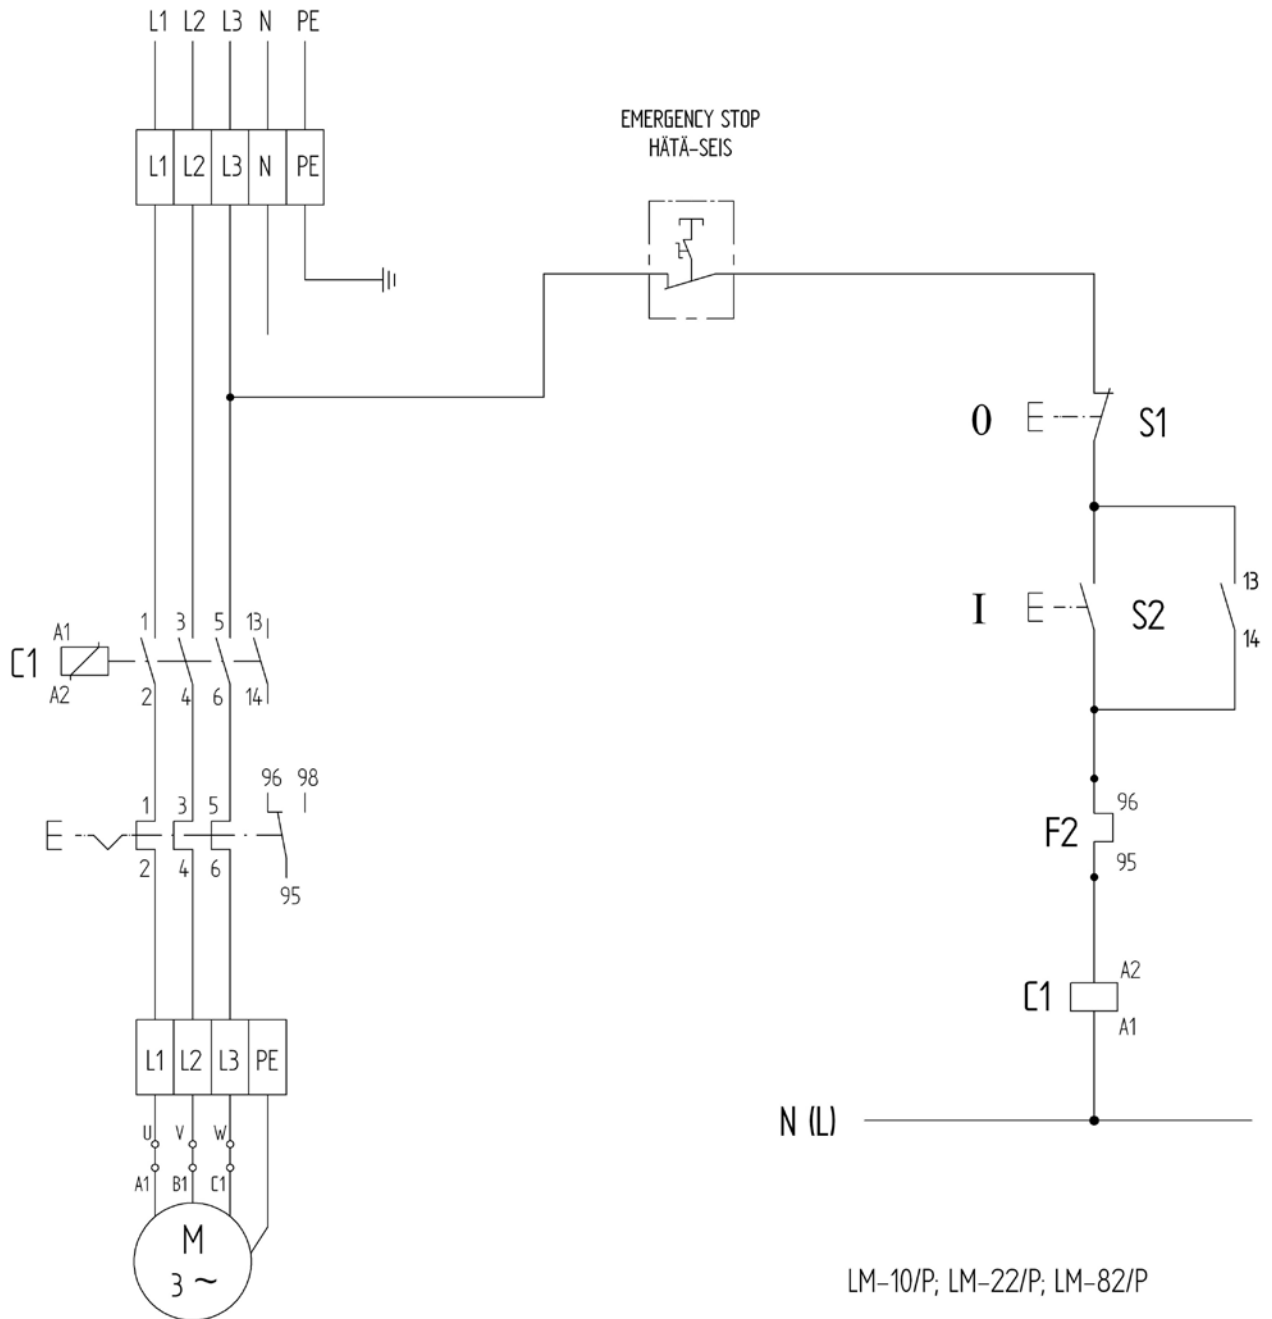 L1 L2 L3 N PE
L1 L2 L3 N PE
EMERGENCY STOP
HÄTÄ-SEIS
0 S1
I S2
13
14
A1
C1
A2
1 3 5 13
2 4 6 14
96 98
1 3 5
2 4 6
95
96
F2
95
A2
C1
A1
L1 L2 L3 PE
U V W
A1 B1 C1
M
3 ~
N (L)
LM-10/P; LM-22/P; LM-82/P